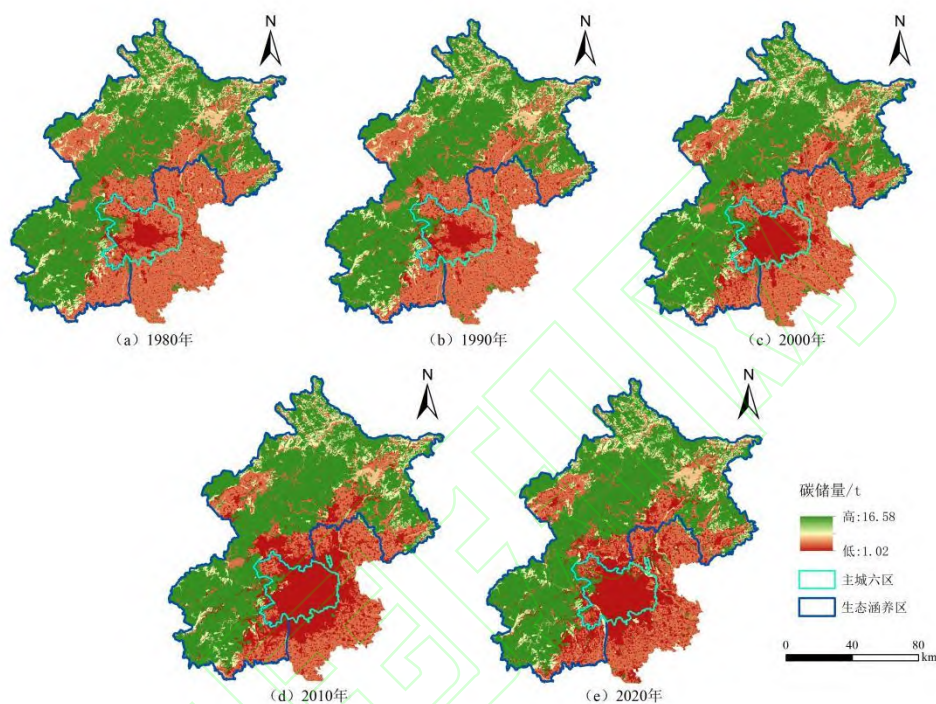 N
N
N
(a) 1980年
(b) 1990年
(c) 2000年
N
N
碳储量/t
高:16.58
低:1.02
主城六区
生态涵养区
0 40 80
km
(d) 2010年
(e) 2020年